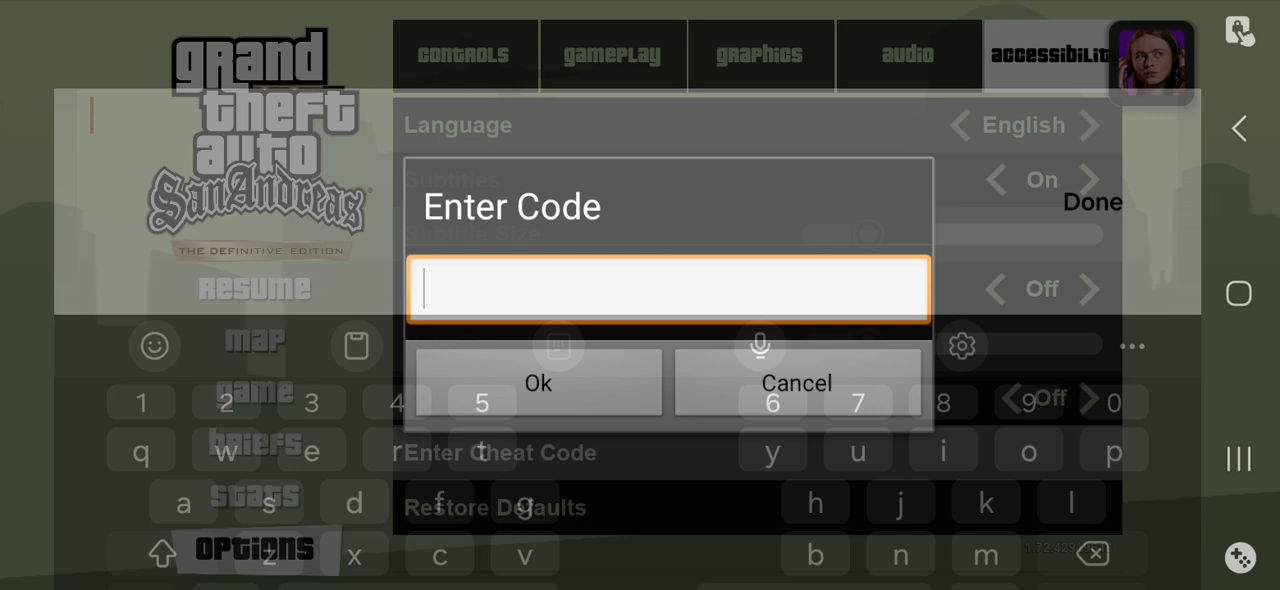 grand
theft
auto
San Andreas
THE DEFINITIVE EDITION
controls
gameplay
graphics
audio
accessibility
Language
English
Subtitles
On
Done
Subtitle Size
Enter Code
Off
Ok
Cancel
Off
Enter Cheat Code
Restore Defaults
resume
map
game
briefs
stats
options
1 2 3 4 5 6 7 8 9 0
q w e r t y u i o p
a s d f g h j k l
z x c v b n m